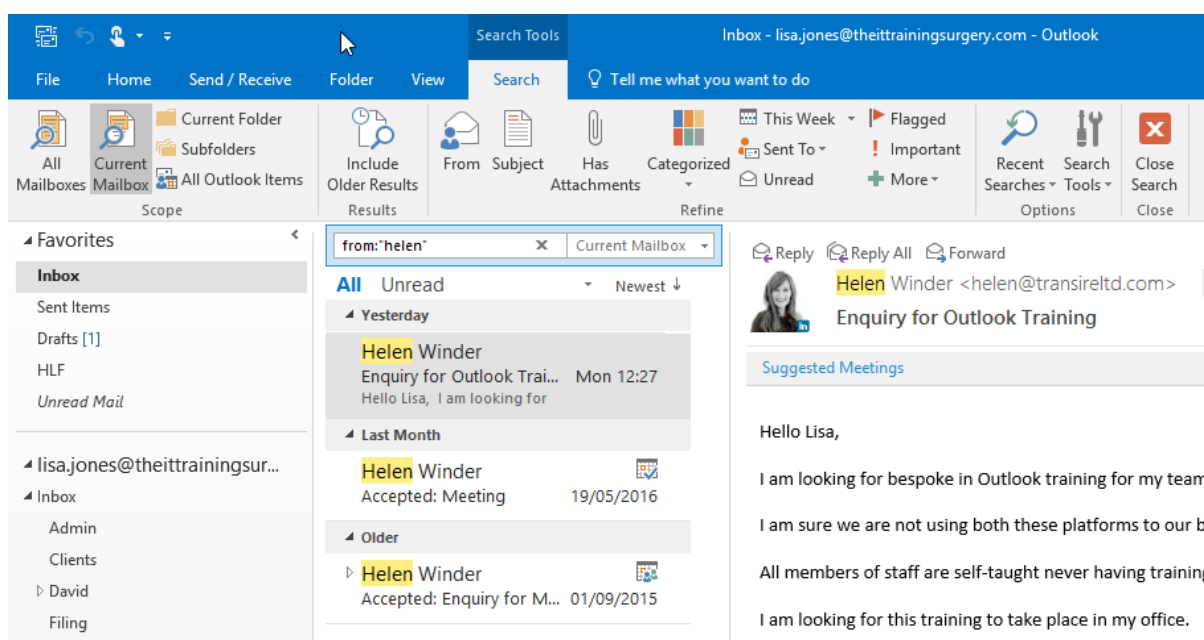 Search Tools
Inbox - lisa.jones@theittrainingsurgery.com - Outlook
File Home Send / Receive Folder View Search Tell me what you want to do
All Mailboxes
Current Mailbox
Current Folder
Subfolders
All Outlook Items
Scope
Include Older Results
Results
From
Subject
Has Attachments
Categorized
This Week
Sent To
Unread
Flagged
Important
More
Refine
Recent Searches
Search Tools
Options
Close Search
Close
Favorites
Inbox
Sent Items
Drafts [1]
HLF
Unread Mail
lisa.jones@theittrainingsur...
Inbox
Admin
Clients
David
Filing
from:"helen" Current Mailbox
All Unread Newest
Yesterday
Helen Winder
Enquiry for Outlook Trai... Mon 12:27
Hello Lisa, I am looking for
Last Month
Helen Winder
Accepted: Meeting 19/05/2016
Older
Helen Winder
Accepted: Enquiry for M... 01/09/2015
Reply Reply All Forward
Helen Winder <helen@transireltd.com>
in
Enquiry for Outlook Training
Suggested Meetings
Hello Lisa,
I am looking for bespoke in Outlook training for my team
I am sure we are not using both these platforms to our b
All members of staff are self-taught never having training
I am looking for this training to take place in my office.